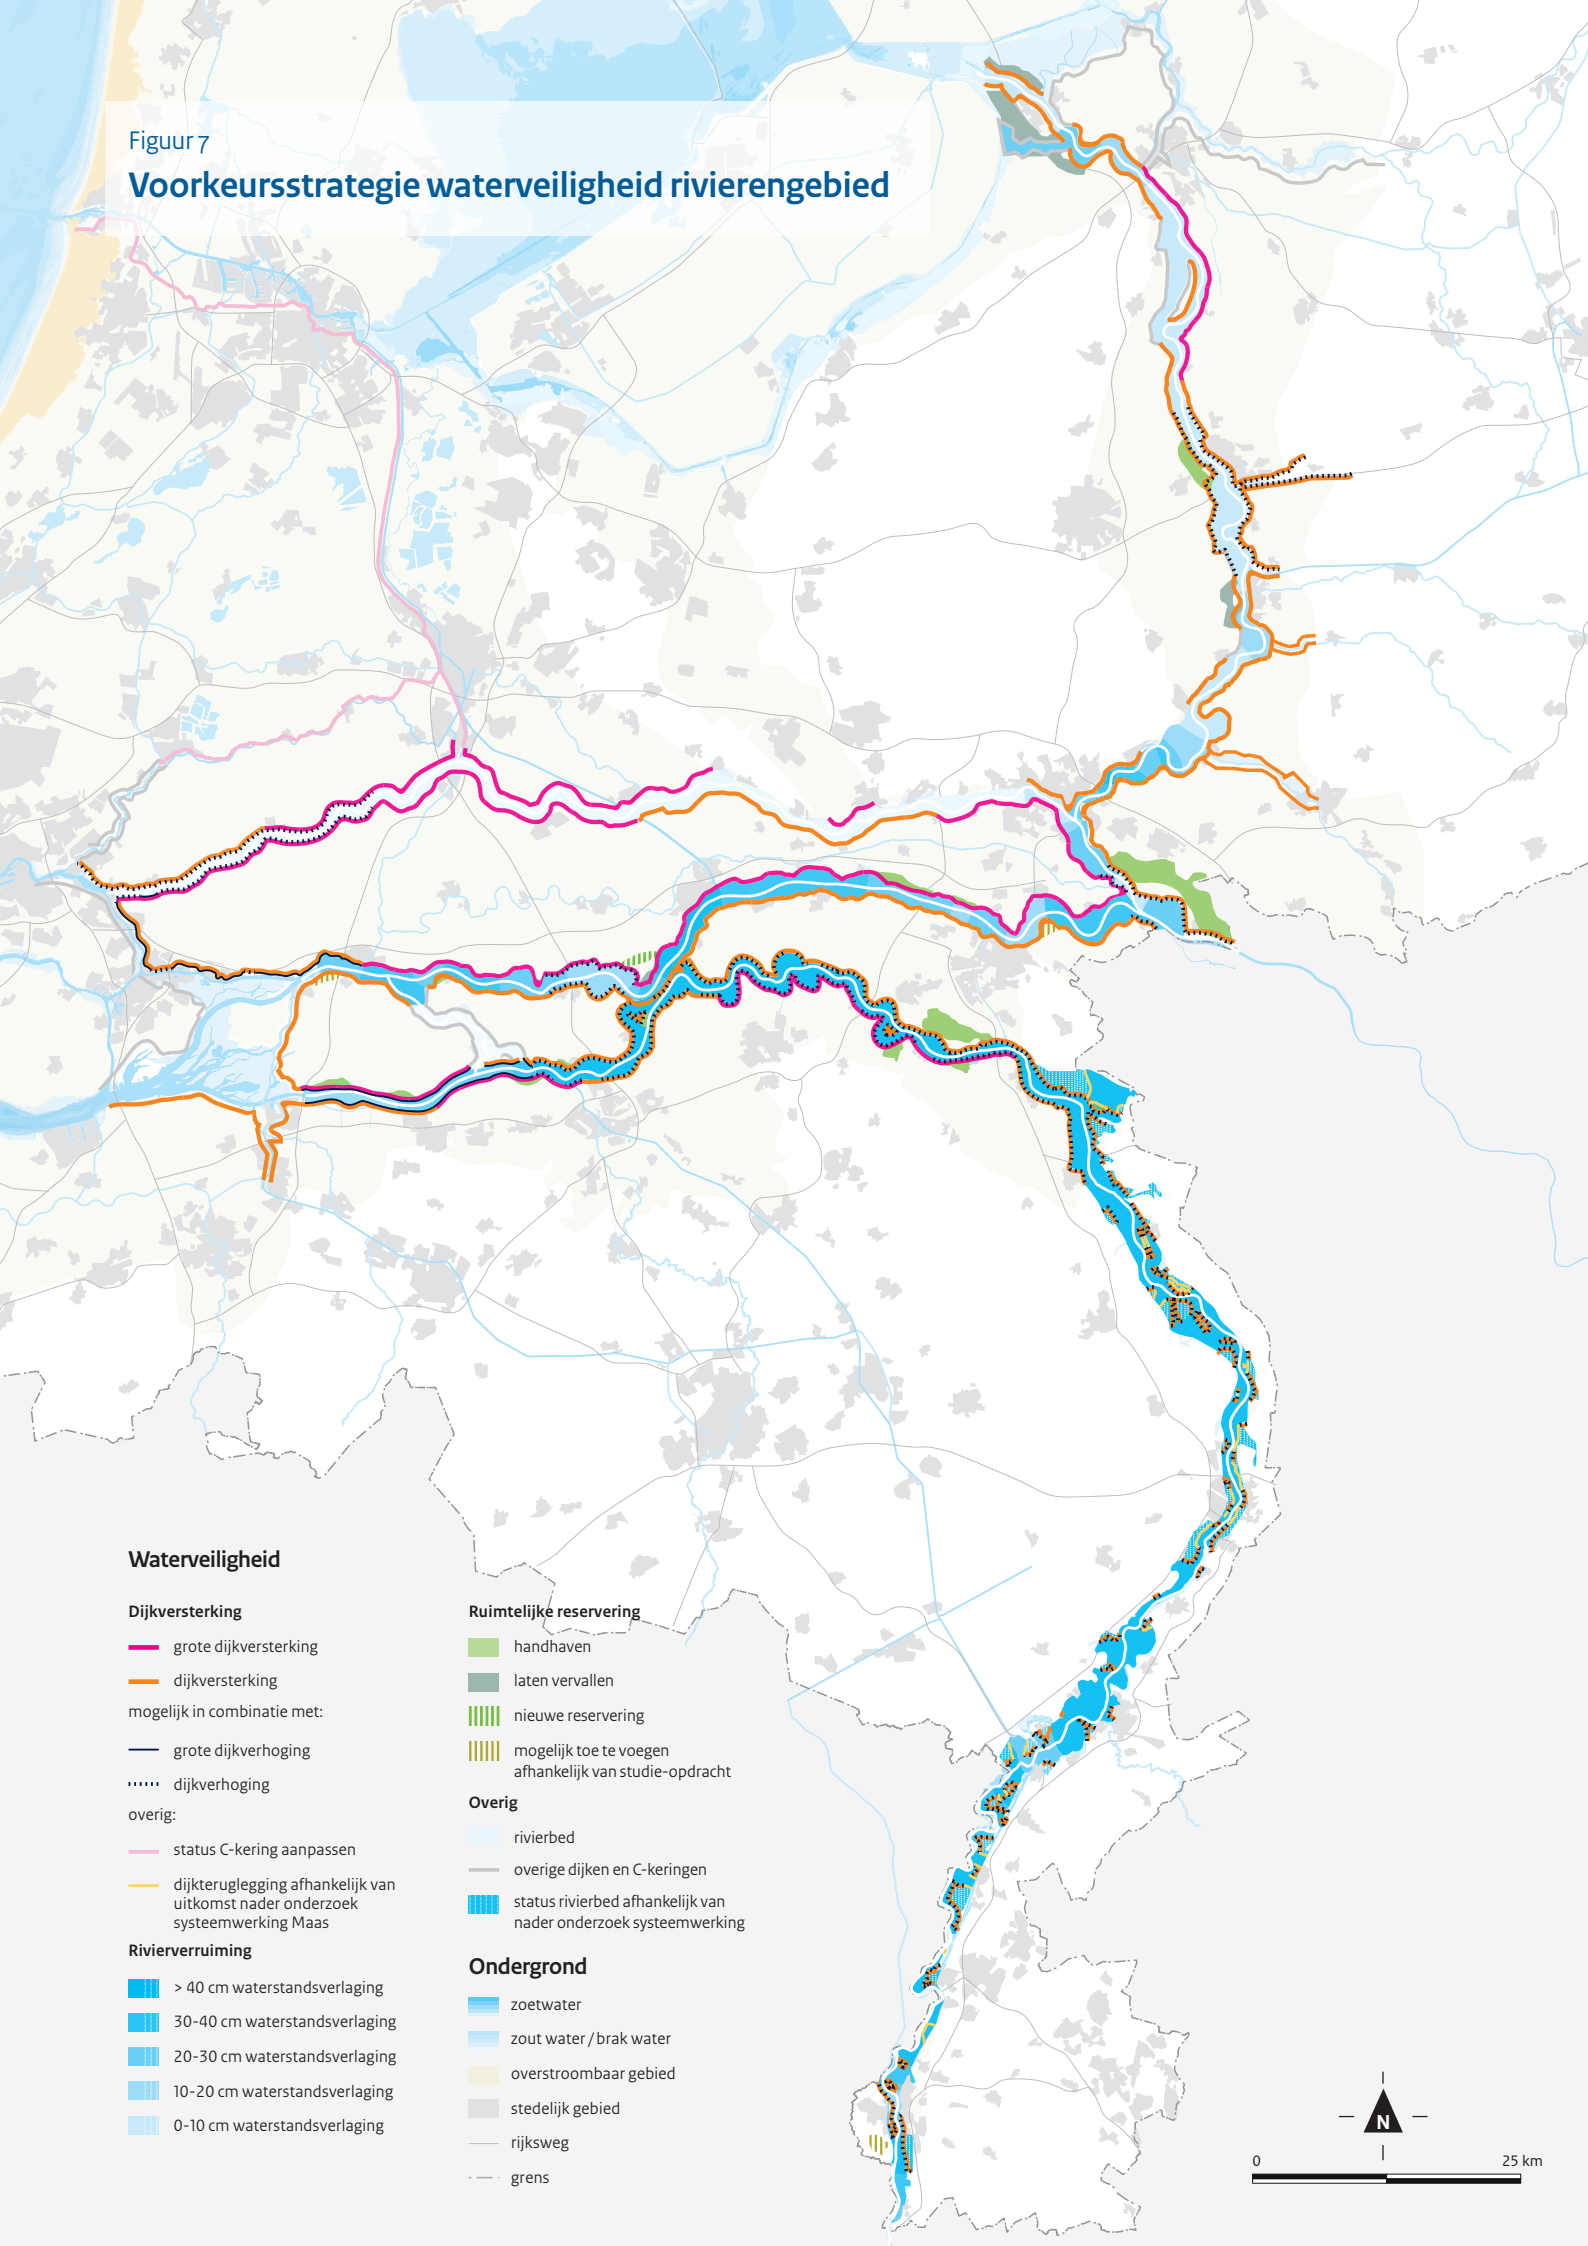 Figuur 7
Voorkeursstrategie waterveiligheid rivierengebied
Waterveiligheid
Dijkversterking
grote dijkversterking
dijkversterking
mogelijk in combinatie met:
grote dijkverhoging
dijkverhoging
overig:
status C-kering aanpassen
dijkteruglegging afhankelijk van
uitkomst nader onderzoek
systeemwerking Maas
Rivierverruiming
> 40 cm waterstandsverlaging
30-40 cm waterstandsverlaging
20-30 cm waterstandsverlaging
10-20 cm waterstandsverlaging
0-10 cm waterstandsverlaging
Ruimtelijke reservering
handhaven
laten vervallen
nieuwe reservering
mogelijk toe te voegen
afhankelijk van studie-opdracht
Overig
rivierbed
overige dijken en C-keringen
status rivierbed afhankelijk van
nader onderzoek systeemwerking
Ondergrond
zoetwater
zout water / brak water
overstroombaar gebied
stedelijk gebied
rijksweg
grens
N
0 25 km